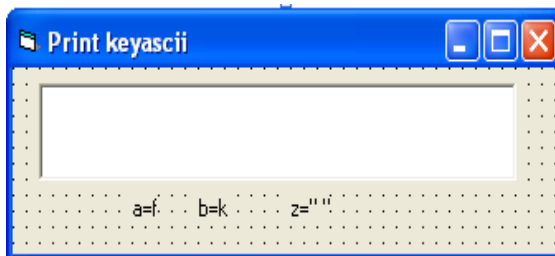 Print keyascii
a=f b=k z=" "